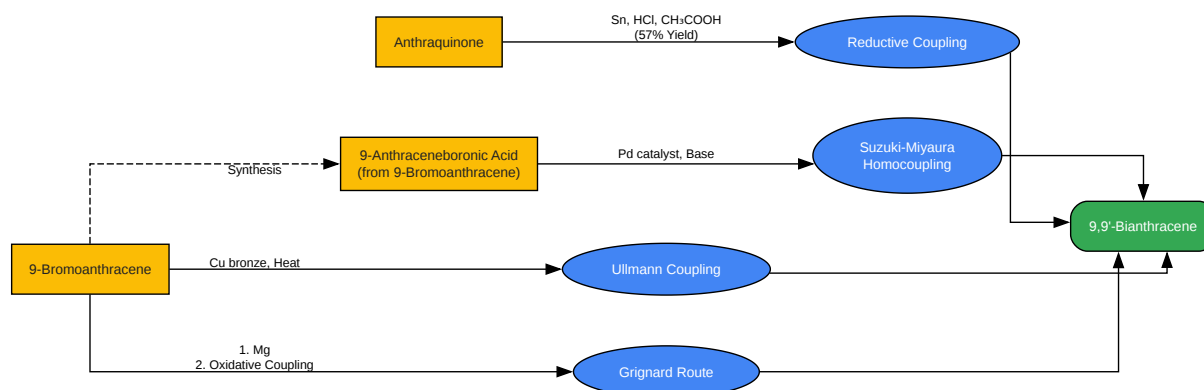 Anthraquinone
Sn, HCl, CH₃COOH
(57% Yield)
Reductive Coupling
9-Anthraceneboronic Acid
(from 9-Bromoanthracene)
Synthesis
Pd catalyst, Base
Suzuki-Miyaura
Homocoupling
9,9'-Bianthracene
9-Bromoanthracene
Cu bronze, Heat
Ullmann Coupling
1. Mg
2. Oxidative Coupling
Grignard Route